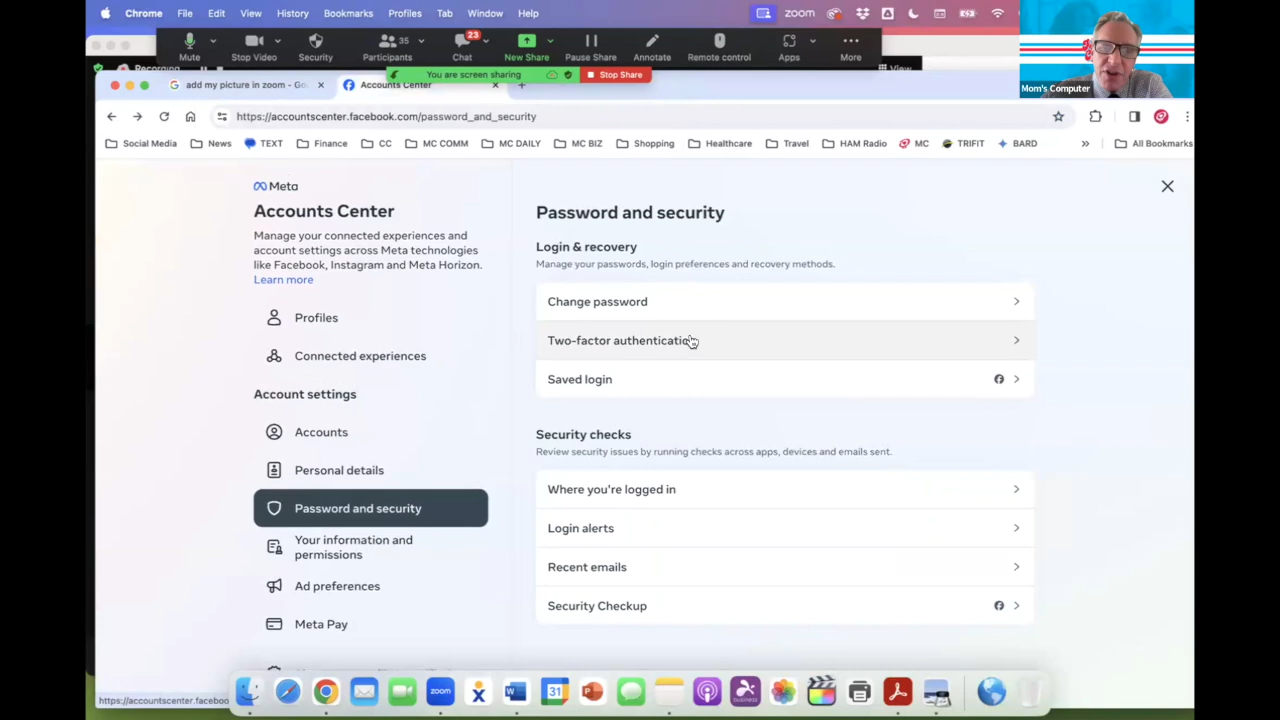 Chrome File Edit View History Bookmarks Profiles Tab Window Help zoom
Mute Stop Video Security Participants 35 Chat 23 New Share Pause Share Annotate Remote control Apps More
Recording View
You are screen sharing Stop Share
Mom's Computer
add my picture in zoom - Go
Accounts Center
https://accountscenter.facebook.com/password_and_security
Social Media News TEXT Finance CC MC COMM MC DAILY MC BIZ Shopping Healthcare Travel HAM Radio MC TRIFIT BARD » All Bookmarks
Meta
Accounts Center
Manage your connected experiences and
account settings across Meta technologies
like Facebook, Instagram and Meta Horizon.
Learn more
Profiles
Connected experiences
Account settings
Accounts
Personal details
Password and security
Your information and
permissions
Ad preferences
Meta Pay
Password and security
Login & recovery
Manage your passwords, login preferences and recovery methods.
Change password
Two-factor authentication
Saved login
Security checks
Review security issues by running checks across apps, devices and emails sent.
Where you're logged in
Login alerts
Recent emails
Security Checkup
https://accountscenter.faceboo
zoom
31